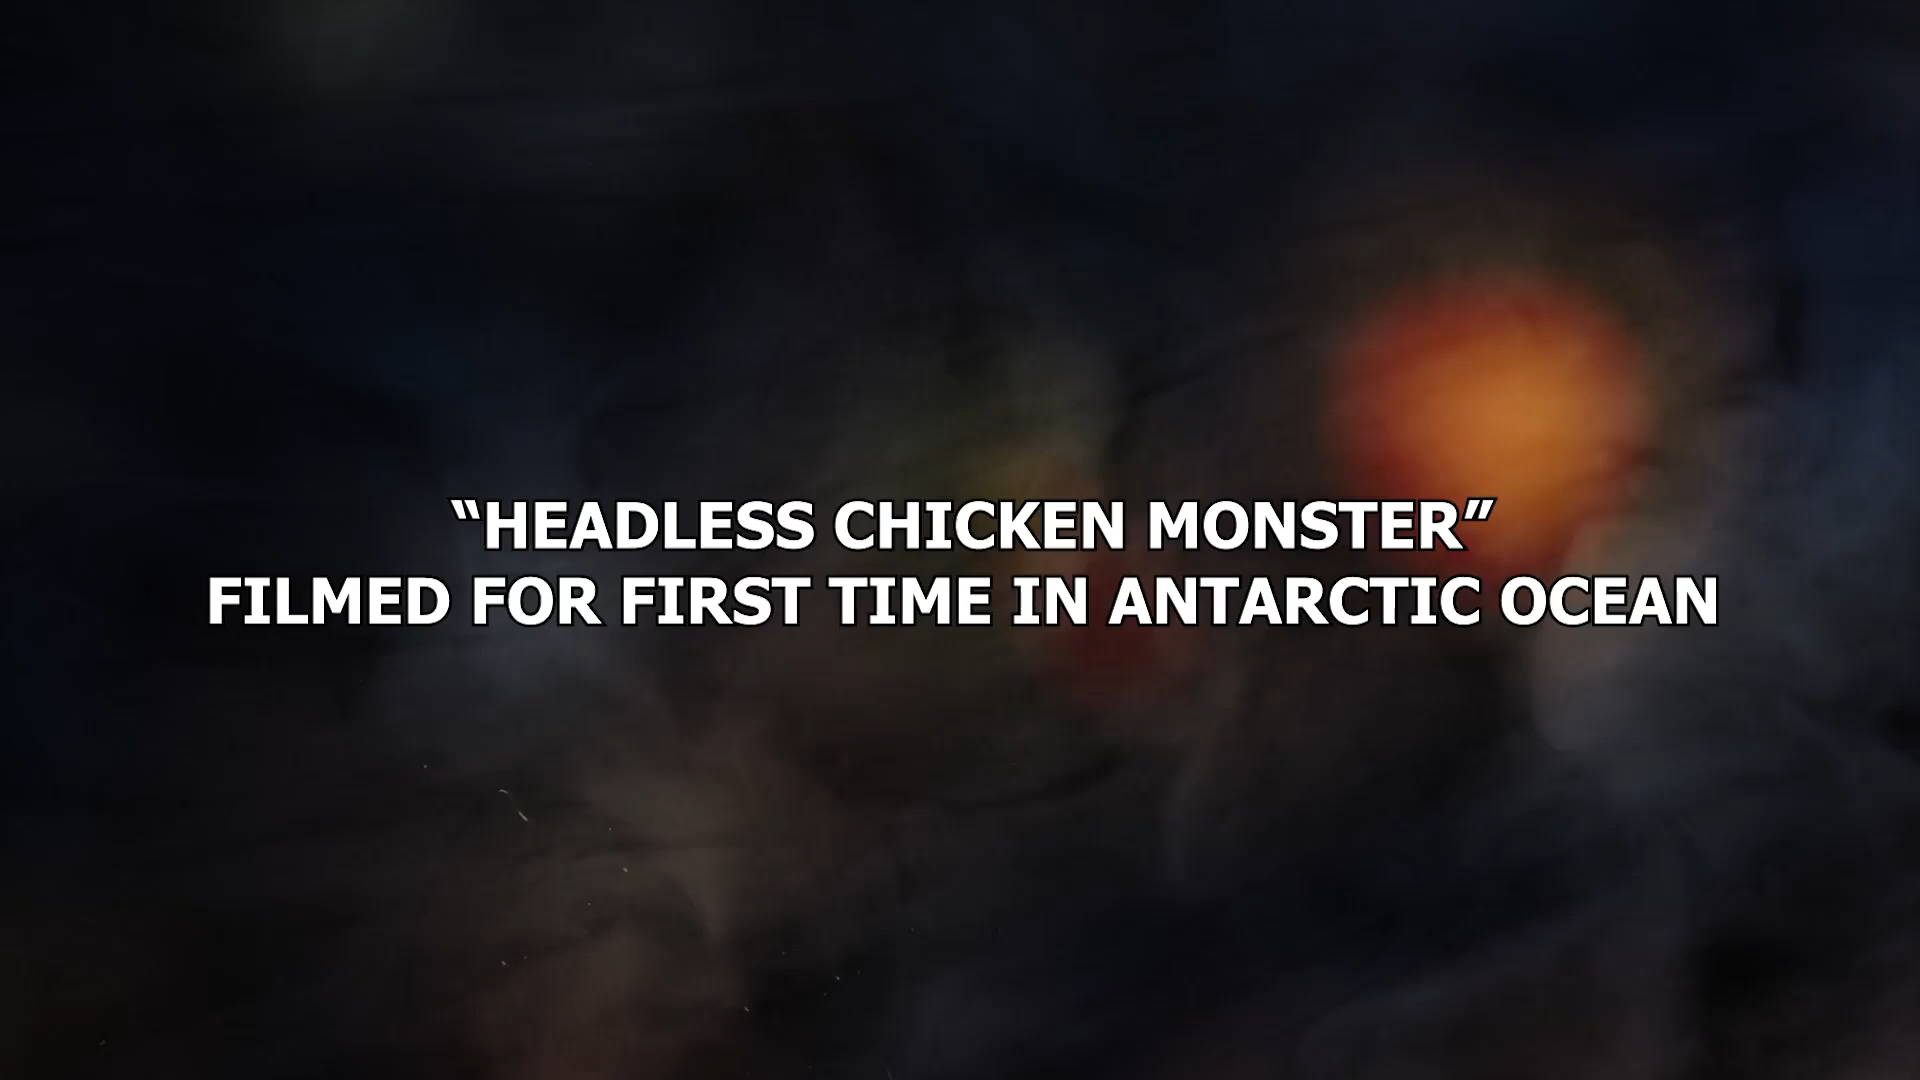 “HEADLESS CHICKEN MONSTER”
FILMED FOR FIRST TIME IN ANTARCTIC OCEAN